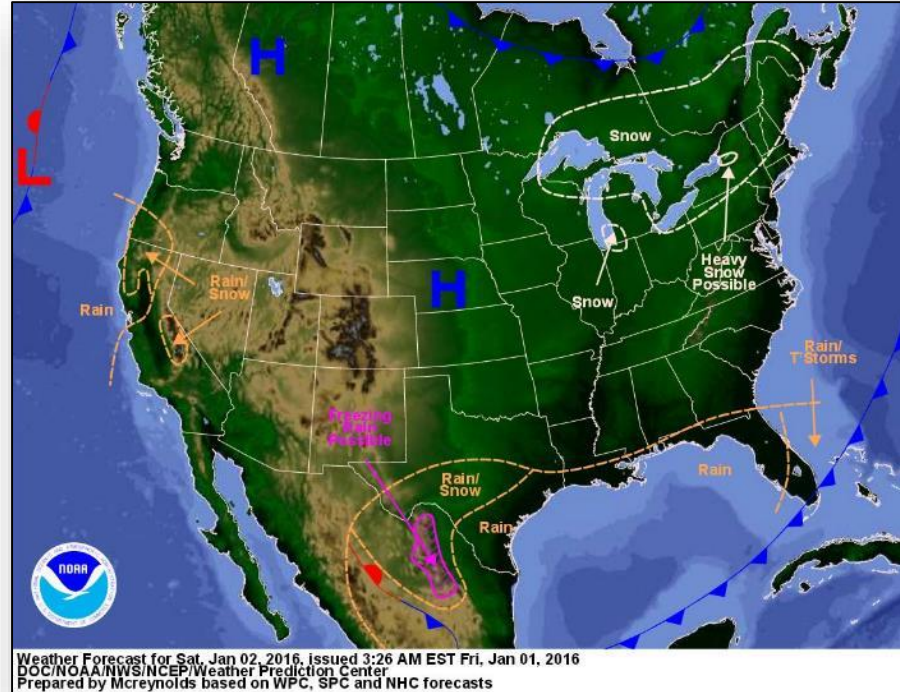 H
L
Snow
H
Heavy
Snow
Possible
Snow
Rain/
Snow
Rain
Rain/
T'Storms
Freezing
Rain
Possible
Rain/
Snow
Rain
Rain
NOAA
Weather Forecast for Sat, Jan 02, 2016, issued 3:26 AM EST Fri, Jan 01, 2016
DOC/NOAA/NWS/NCEP/Weather Prediction Center
Prepared by Mcreynolds based on WPC, SPC and NHC forecasts